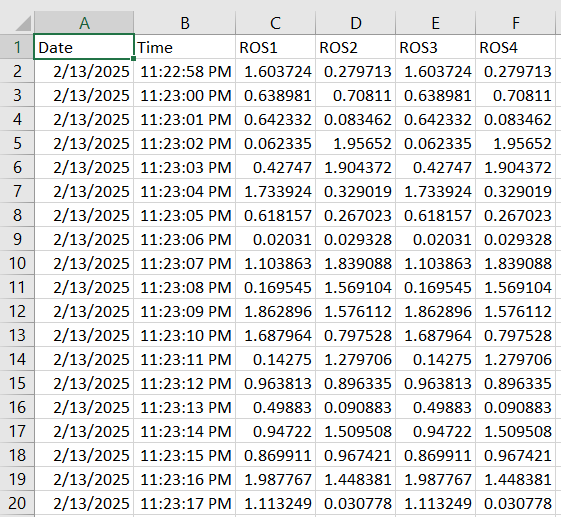 A B C D E F
1 Date Time ROS1 ROS2 ROS3 ROS4
2 2/13/2025 11:22:58 PM 1.603724 0.279713 1.603724 0.279713
3 2/13/2025 11:23:00 PM 0.638981 0.70811 0.638981 0.70811
4 2/13/2025 11:23:01 PM 0.642332 0.083462 0.642332 0.083462
5 2/13/2025 11:23:02 PM 0.062335 1.95652 0.062335 1.95652
6 2/13/2025 11:23:03 PM 0.42747 1.904372 0.42747 1.904372
7 2/13/2025 11:23:04 PM 1.733924 0.329019 1.733924 0.329019
8 2/13/2025 11:23:05 PM 0.618157 0.267023 0.618157 0.267023
9 2/13/2025 11:23:06 PM 0.02031 0.029328 0.02031 0.029328
10 2/13/2025 11:23:07 PM 1.103863 1.839088 1.103863 1.839088
11 2/13/2025 11:23:08 PM 0.169545 1.569104 0.169545 1.569104
12 2/13/2025 11:23:09 PM 1.862896 1.576112 1.862896 1.576112
13 2/13/2025 11:23:10 PM 1.687964 0.797528 1.687964 0.797528
14 2/13/2025 11:23:11 PM 0.14275 1.279706 0.14275 1.279706
15 2/13/2025 11:23:12 PM 0.963813 0.896335 0.963813 0.896335
16 2/13/2025 11:23:13 PM 0.49883 0.090883 0.49883 0.090883
17 2/13/2025 11:23:14 PM 0.94722 1.509508 0.94722 1.509508
18 2/13/2025 11:23:15 PM 0.869911 0.967421 0.869911 0.967421
19 2/13/2025 11:23:16 PM 1.987767 1.448381 1.987767 1.448381
20 2/13/2025 11:23:17 PM 1.113249 0.030778 1.113249 0.030778